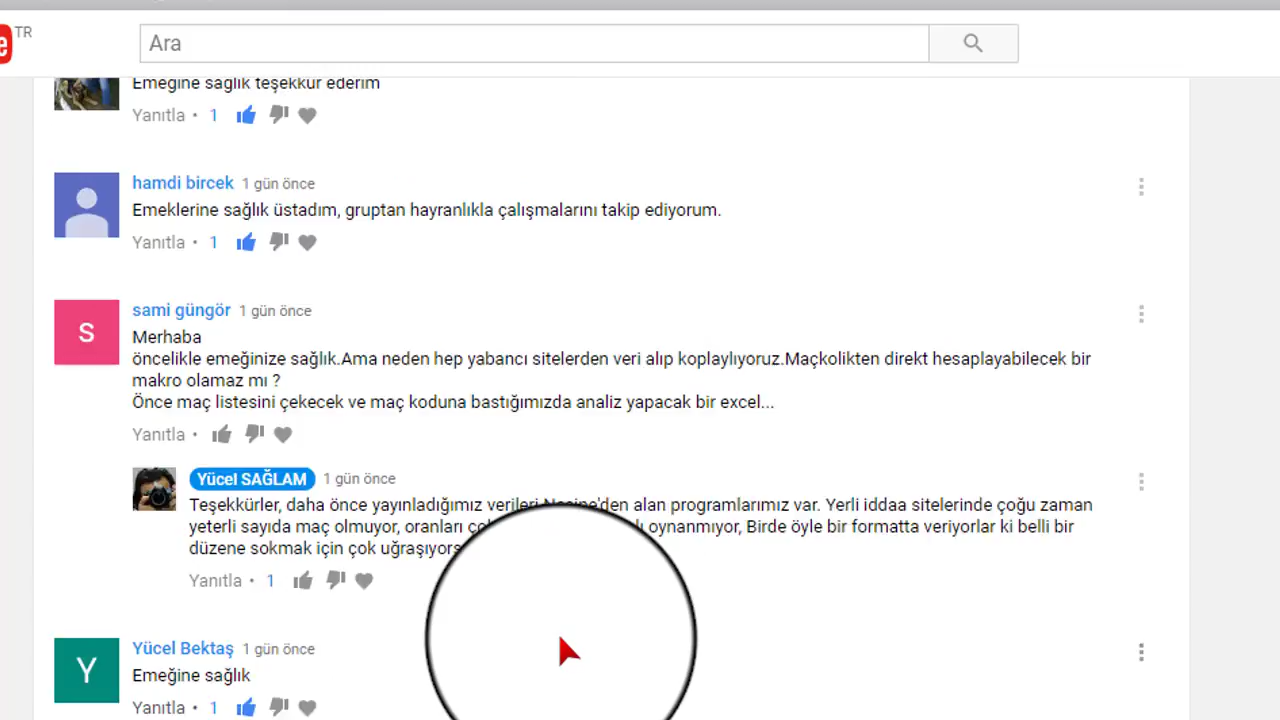 TR
Ara
Emeğine sağlık teşekkür ederim
Yanıtla • 1
hamdi bircek 1 gün önce
Emeklerine sağlık üstadım, gruptan hayranlıkla çalışmalarını takip ediyorum.
Yanıtla • 1
S
sami güngör 1 gün önce
Merhaba
öncelikle emeğinize sağlık.Ama neden hep yabancı sitelerden veri alıp koplaylıyoruz.Maçkolikten direkt hesaplayabilecek bir
makro olamaz mı ?
Önce maç listesini çekecek ve maç koduna bastığımızda analiz yapacak bir excel...
Yanıtla •
Yücel SAĞLAM 1 gün önce
Teşekkürler, daha önce yayınladığımız verileri Nesine'den alan programlarımız var. Yerli iddaa sitelerinde çoğu zaman
yeterli sayıda maç olmuyor, oranları oynanmıyor, Birde öyle bir formatta veriyorlar ki belli bir
düzene sokmak için çok
Yanıtla • 1
Y
Yücel Bektaş 1 gün önce
Emeğine sağlık
Yanıtla • 1